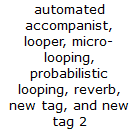 automated
accompanist,
looper, micro-
looping,
probabilistic
looping, reverb,
new tag, and new
tag 2